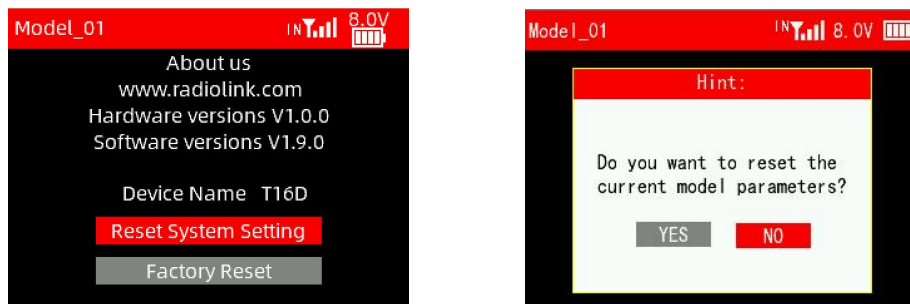 Model_01 IN 8.0V
About us
www.radiolink.com
Hardware versions V1.0.0
Software versions V1.9.0
Device Name T16D
Reset System Setting
Factory Reset
Model_01 IN 8.0V
Hint:
Do you want to reset the
current model parameters?
YES NO